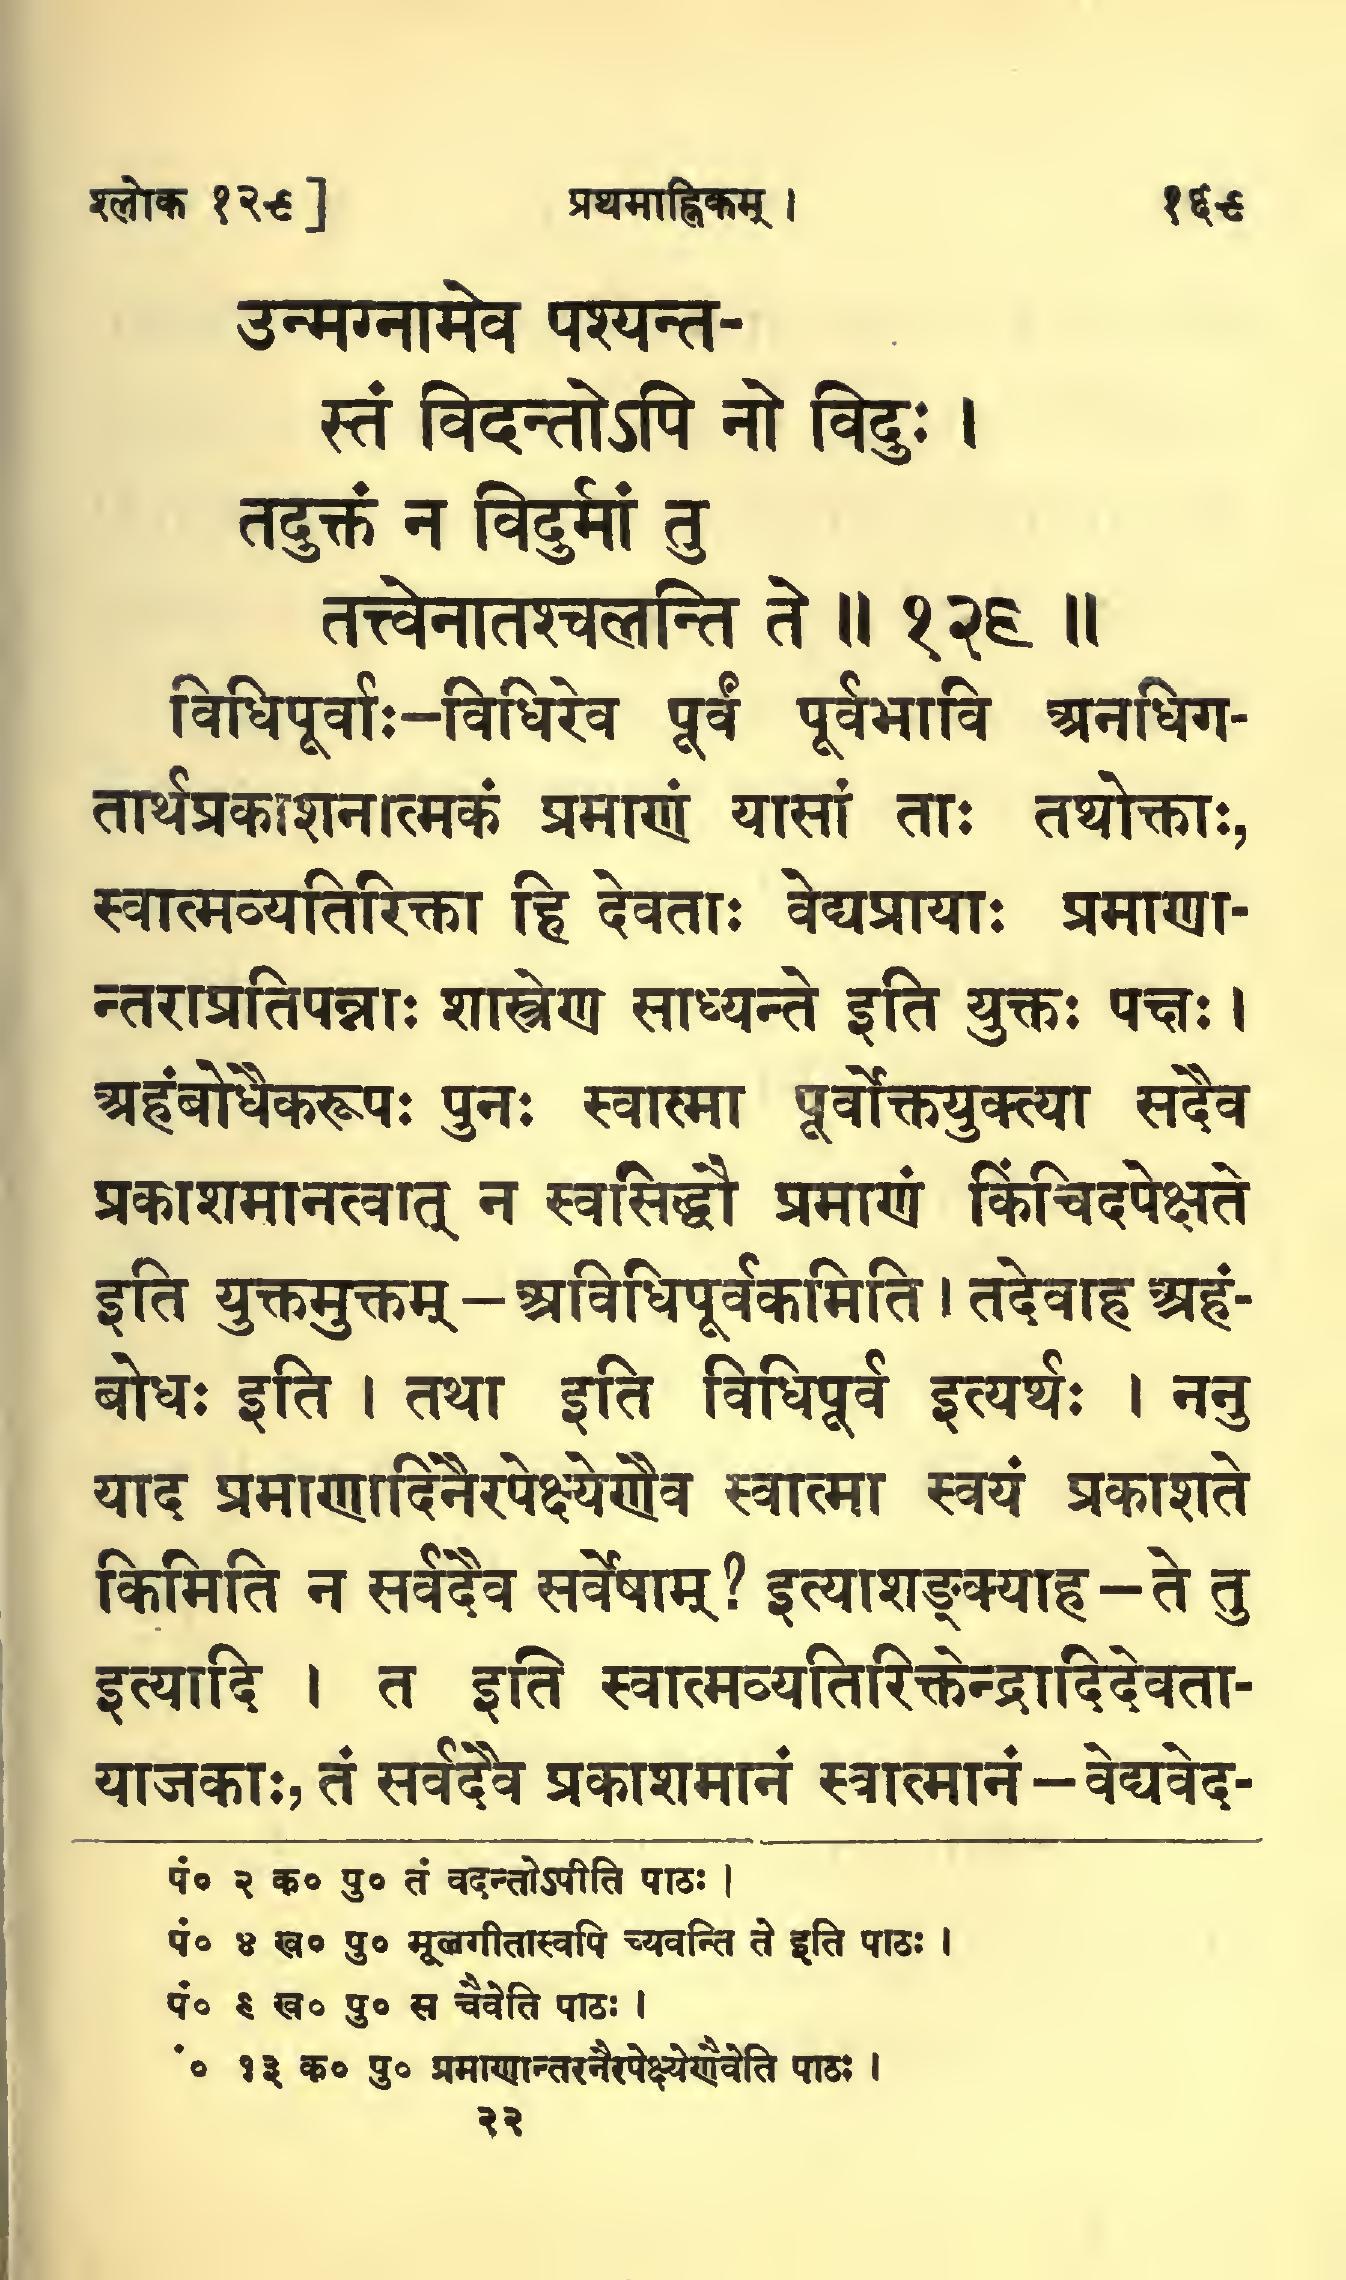 श्लोक १२९]
प्रथमाह्निकम् ।
१६९
उन्मग्नामेव पश्यन्त-
स्तं विदन्तोऽपि नो विदुः ।
तदुक्तं न विदुर्मां तु
तत्त्वेनातश्चलन्ति ते ॥ १२९ ॥
विधिपूर्वाः—विधिरेव पूर्वं पूर्वभावि अनधिग-
तार्थप्रकाशनात्मकं प्रमाणं यासां ताः तथोक्ताः,
स्वात्मव्यतिरिक्ता हि देवताः वेद्यप्रायाः प्रमाणा-
न्तराप्रतिपन्नाः शास्त्रेण साध्यन्ते इति युक्तः पक्षः ।
अहंबोधैकरूपः पुनः स्वात्मा पूर्वोक्तयुक्त्या सदैव
प्रकाशमानत्वात् न स्वसिद्धौ प्रमाणं किंचिदपेक्षते
इति युक्तमुक्तम्—अविधिपूर्वकमिति । तदेवाह अहं-
बोधः इति । तथा इति विधिपूर्व इत्यर्थः । ननु
याद प्रमाणादिनैरपेक्ष्येणैव स्वात्मा स्वयं प्रकाशते
किमिति न सर्वदैव सर्वेषाम् ? इत्याशङ्क्याह—ते तु
इत्यादि । त इति स्वात्मव्यतिरिक्तेन्द्रादिदेवता-
याजकाः, तं सर्वदैव प्रकाशमानं स्वात्मानं—वेद्यवेद-
पं० २ क० पु० तं वदन्तोऽपीति पाठः ।
पं० ४ ख० पु० मूलगीतास्वपि च्यवन्ति ते इति पाठः ।
पं० ९ ख० पु० स चैवेति पाठः ।
ं० १३ क० पु० प्रमाणान्तरनैरपेक्ष्येणैवेति पाठः ।
२२